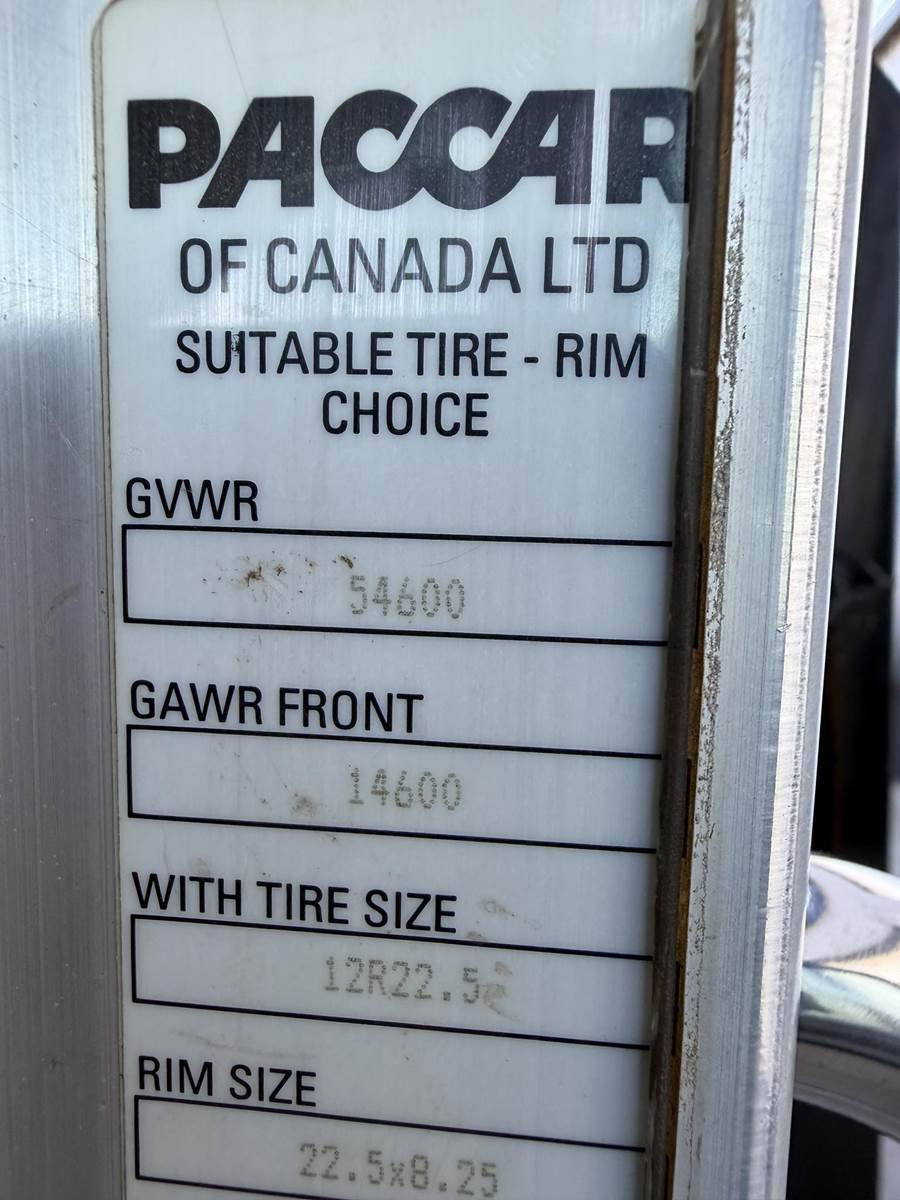 PACCAR
OF CANADA LTD
SUITABLE TIRE - RIM
CHOICE
GVWR
54600
GAWR FRONT
14600
WITH TIRE SIZE
12R22.5
RIM SIZE
22.5x8.25